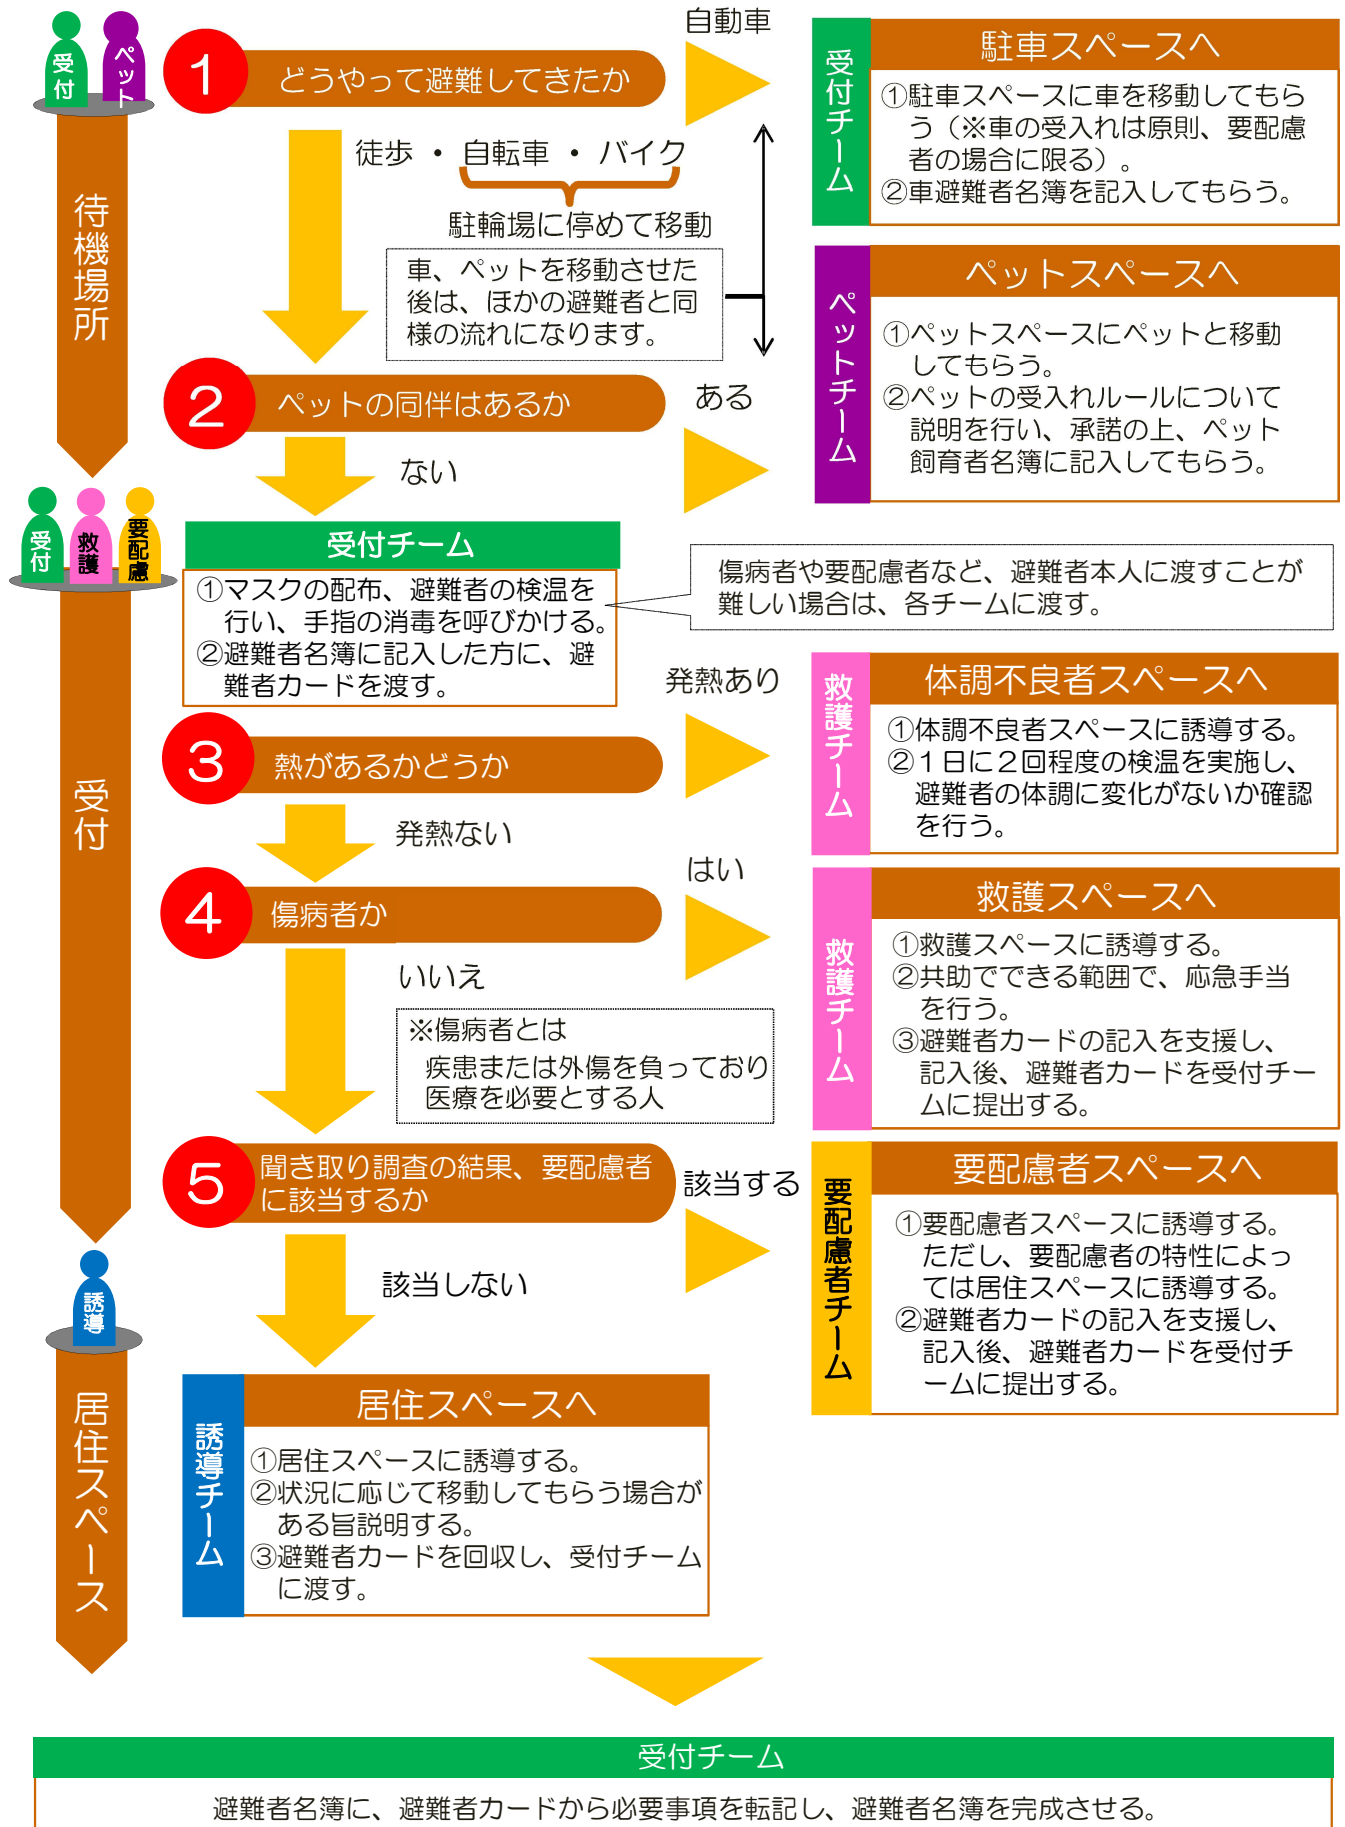 受付
ペット
待機場所
1
どうやって避難してきたか
自動車
徒歩 ・ 自転車 ・ バイク
駐輪場に停めて移動
車、ペットを移動させた
後は、ほかの避難者と同
様の流れになります。
受付チーム
駐車スペースへ
①駐車スペースに車を移動してもら
う（※車の受入れは原則、要配慮
者の場合に限る）。
②車避難者名簿を記入してもらう。
2
ペットの同伴はあるか
ある
ない
ペットチーム
ペットスペースへ
①ペットスペースにペットと移動
してもらう。
②ペットの受入れルールについて
説明を行い、承諾の上、ペット
飼育者名簿に記入してもらう。
受付
救護
要配慮
受付
受付チーム
①マスクの配布、避難者の検温を
行い、手指の消毒を呼びかける。
②避難者名簿に記入した方に、避
難者カードを渡す。
傷病者や要配慮者など、避難者本人に渡すことが
難しい場合は、各チームに渡す。
3
熱があるかどうか
発熱あり
発熱ない
救護チーム
体調不良者スペースへ
①体調不良者スペースに誘導する。
②１日に２回程度の検温を実施し、
避難者の体調に変化がないか確認
を行う。
4
傷病者か
はい
いいえ
※傷病者とは
疾患または外傷を負っており
医療を必要とする人
救護チーム
救護スペースへ
①救護スペースに誘導する。
②共助でできる範囲で、応急手当
を行う。
③避難者カードの記入を支援し、
記入後、避難者カードを受付チー
ムに提出する。
5
聞き取り調査の結果、要配慮者
に該当するか
該当する
該当しない
要配慮者チーム
要配慮者スペースへ
①要配慮者スペースに誘導する。
ただし、要配慮者の特性によっ
ては居住スペースに誘導する。
②避難者カードの記入を支援し、
記入後、避難者カードを受付チ
ームに提出する。
誘導
居住スペース
誘導チーム
居住スペースへ
①居住スペースに誘導する。
②状況に応じて移動してもらう場合が
ある旨説明する。
③避難者カードを回収し、受付チーム
に渡す。
受付チーム
避難者名簿に、避難者カードから必要事項を転記し、避難者名簿を完成させる。